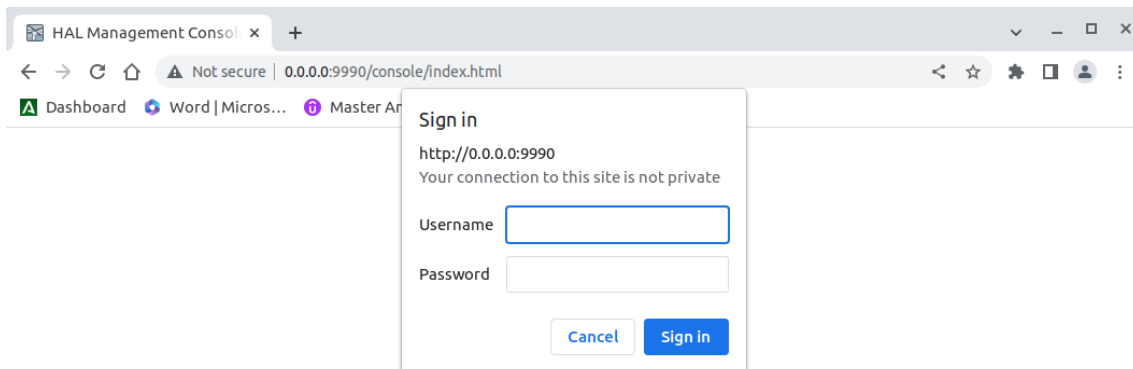 HAL Management Consol
Not secure
0.0.0.0:9990/console/index.html
Dashboard
Word | Micros...
Master Ar
Sign in
http://0.0.0.0:9990
Your connection to this site is not private
Username
Password
Cancel
Sign in